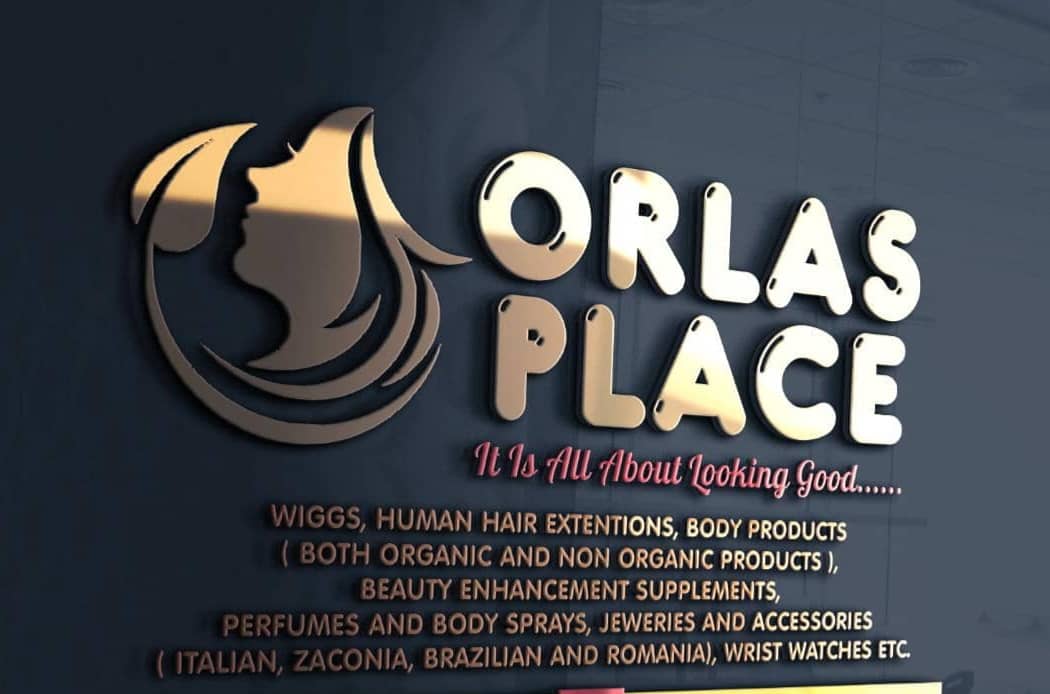 ORLAS
PLACE
It Is All About Looking Good......
WIGGS, HUMAN HAIR EXTENTIONS, BODY PRODUCTS
( BOTH ORGANIC AND NON ORGANIC PRODUCTS ),
BEAUTY ENHANCEMENT SUPPLEMENTS,
PERFUMES AND BODY SPRAYS, JEWERIES AND ACCESSORIES
( ITALIAN, ZACONIA, BRAZILIAN AND ROMANIA), WRIST WATCHES ETC.